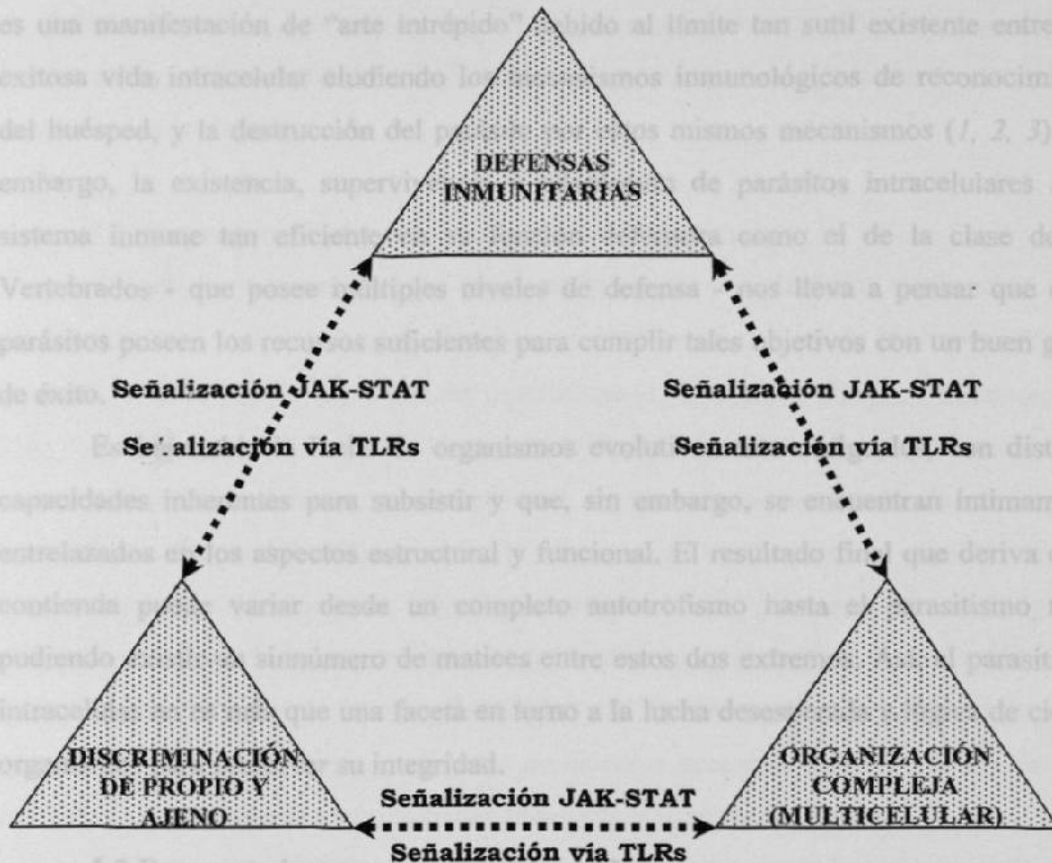 es una manifestación de "arte intrépido" debido al límite tan sutil existente entre
exitosa vida intracelular eludiendo los mecanismos inmunológicos de reconocim
del huésped, y la destrucción del mismos mecanismos (1, 2, 3)
embargo, la existencia, de parásitos intracelulares
sistema inmune tan eficiente como el de la clase
Vertebrados - que posee múltiples niveles de defensa - nos lleva a pensar que
parásitos poseen los recursos suficientes para cumplir tales objetivos con un buen
de éxito.
organismos
capacidades inherentes para subsistir y que, sin embargo, se encuentran íntimam
entrelazados en los aspectos estructural y funcional. El resultado final que deriva
contienda puede variar desde un completo autotrofismo hasta el parasitismo
pudiendo sinnúmero de matices entre estos dos extremos. parasit
intracelular que una faceta en torno a la lucha de
su integridad.
DEFENSAS
INMUNITARIAS
Señalización JAK-STAT
Señalización vía TLRs
Señalización JAK-STAT
Señalización vía TLRs
DISCRIMINACIÓN
DE PROPIO Y
AJENO
Señalización JAK-STAT
Señalización vía TLRs
ORGANIZACIÓN
COMPLEJA
(MULTICELULAR)